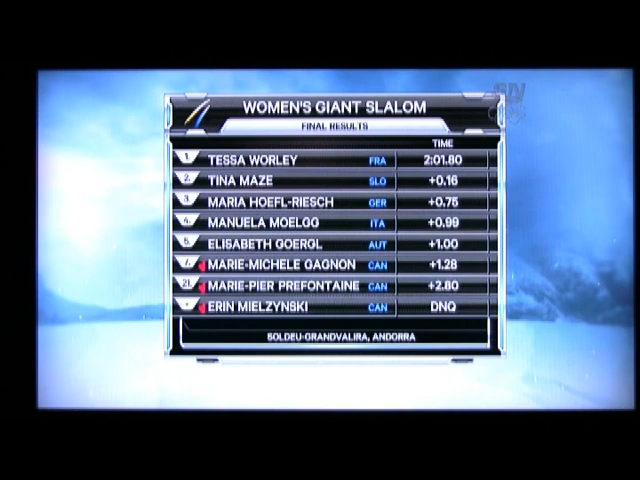 SN
WOMEN'S GIANT SLALOM
FINAL RESULTS
TIME
1. TESSA WORLEY FRA 2:01.80
2. TINA MAZE SLO +0.16
3. MARIA HOEFL-RIESCH GER +0.75
4. MANUELA MOELGG ITA +0.99
5. ELISABETH GOERGL AUT +1.00
7. MARIE-MICHELE GAGNON CAN +1.28
21. MARIE-PIER PREFONTAINE CAN +2.80
- ERIN MIELZYNSKI CAN DNQ
SOLDEU-GRANDVALIRA, ANDORRA